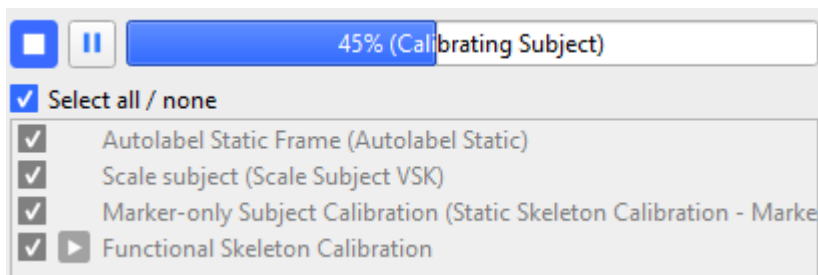 45% (Calibrating Subject)
Select all / none
Autolabel Static Frame (Autolabel Static)
Scale subject (Scale Subject VSK)
Marker-only Subject Calibration (Static Skeleton Calibration - Marke
Functional Skeleton Calibration